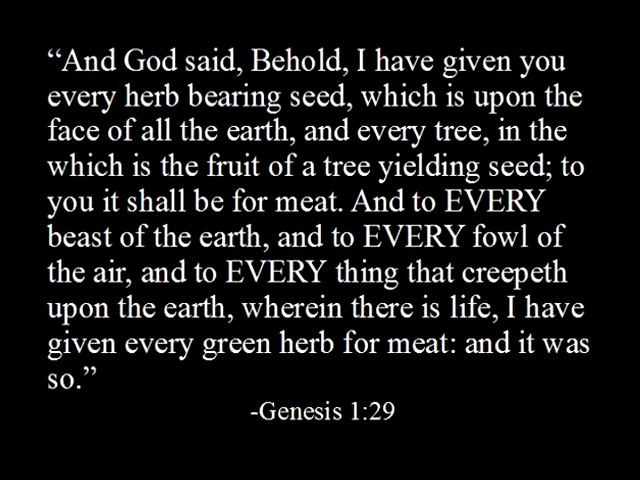 “And God said, Behold, I have given you
every herb bearing seed, which is upon the
face of all the earth, and every tree, in the
which is the fruit of a tree yielding seed; to
you it shall be for meat. And to EVERY
beast of the earth, and to EVERY fowl of
the air, and to EVERY thing that creepeth
upon the earth, wherein there is life, I have
given every green herb for meat: and it was
so.”
-Genesis 1:29